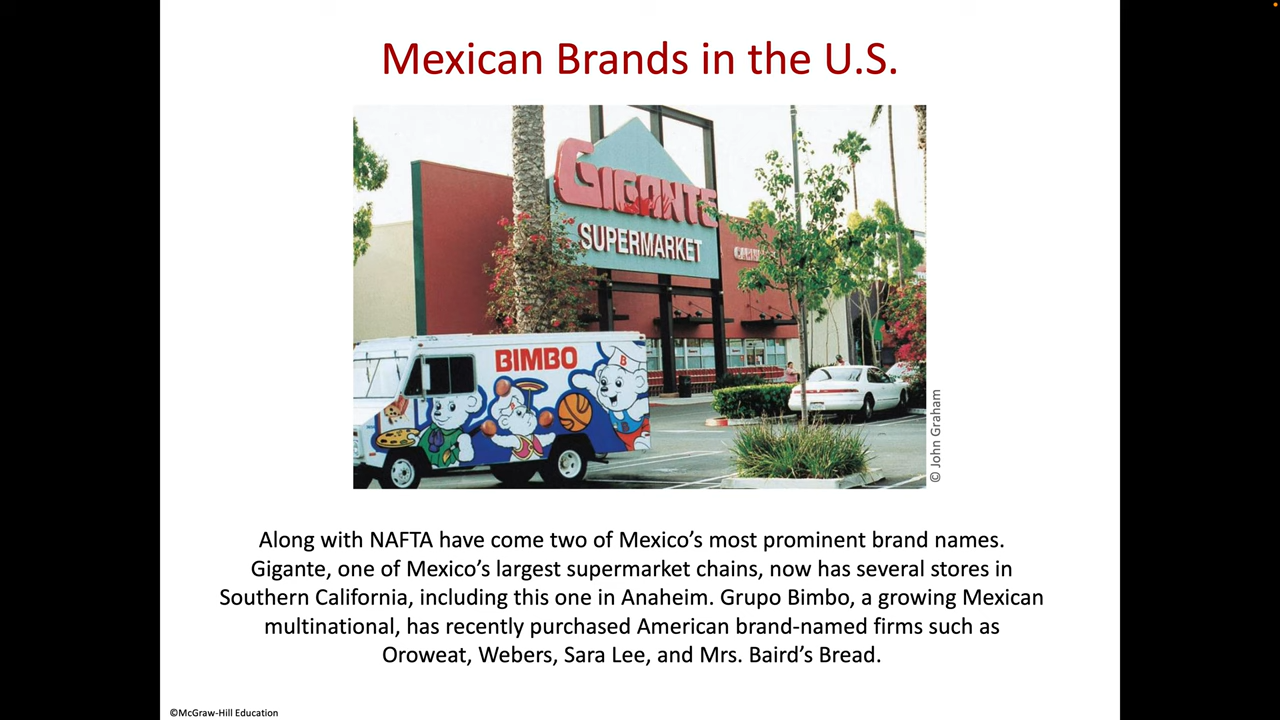 Mexican Brands in the U.S.
GIGANTE
SUPERMARKET
BIMBO
B
© John Graham
Along with NAFTA have come two of Mexico’s most prominent brand names.
Gigante, one of Mexico’s largest supermarket chains, now has several stores in
Southern California, including this one in Anaheim. Grupo Bimbo, a growing Mexican
multinational, has recently purchased American brand-named firms such as
Oroweat, Webers, Sara Lee, and Mrs. Baird’s Bread.
©McGraw-Hill Education